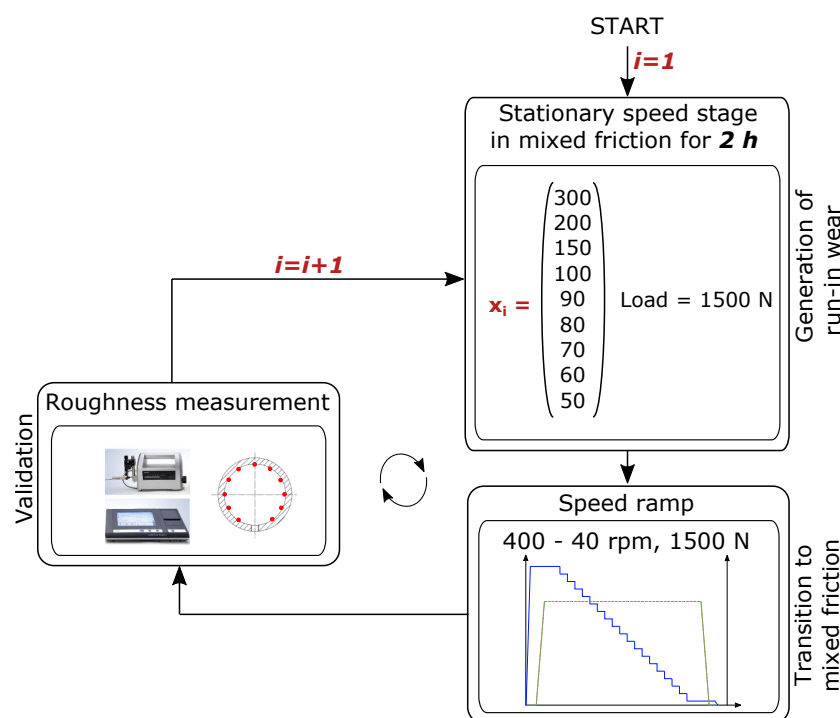 START
i=1
Stationary speed stage
in mixed friction for 2 h
300
200
150
100
90
80
70
60
50
xi =
Load = 1500 N
Generation of
run-in wear
i=i+1
Roughness measurement
Validation
Speed ramp
400 - 40 rpm, 1500 N
Transition to
mixed friction